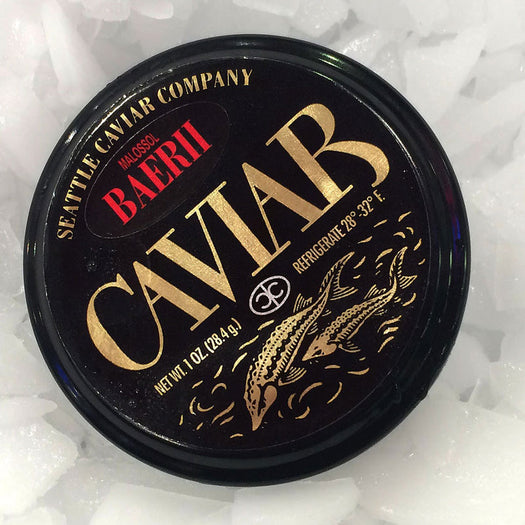 SEATTLE CAVIAR COMPANY
MALOSSOL
BAERII
CAVIAR
REFRIGERATE 28°-32° F.
NET WT. 1 OZ. (28.4 g.)